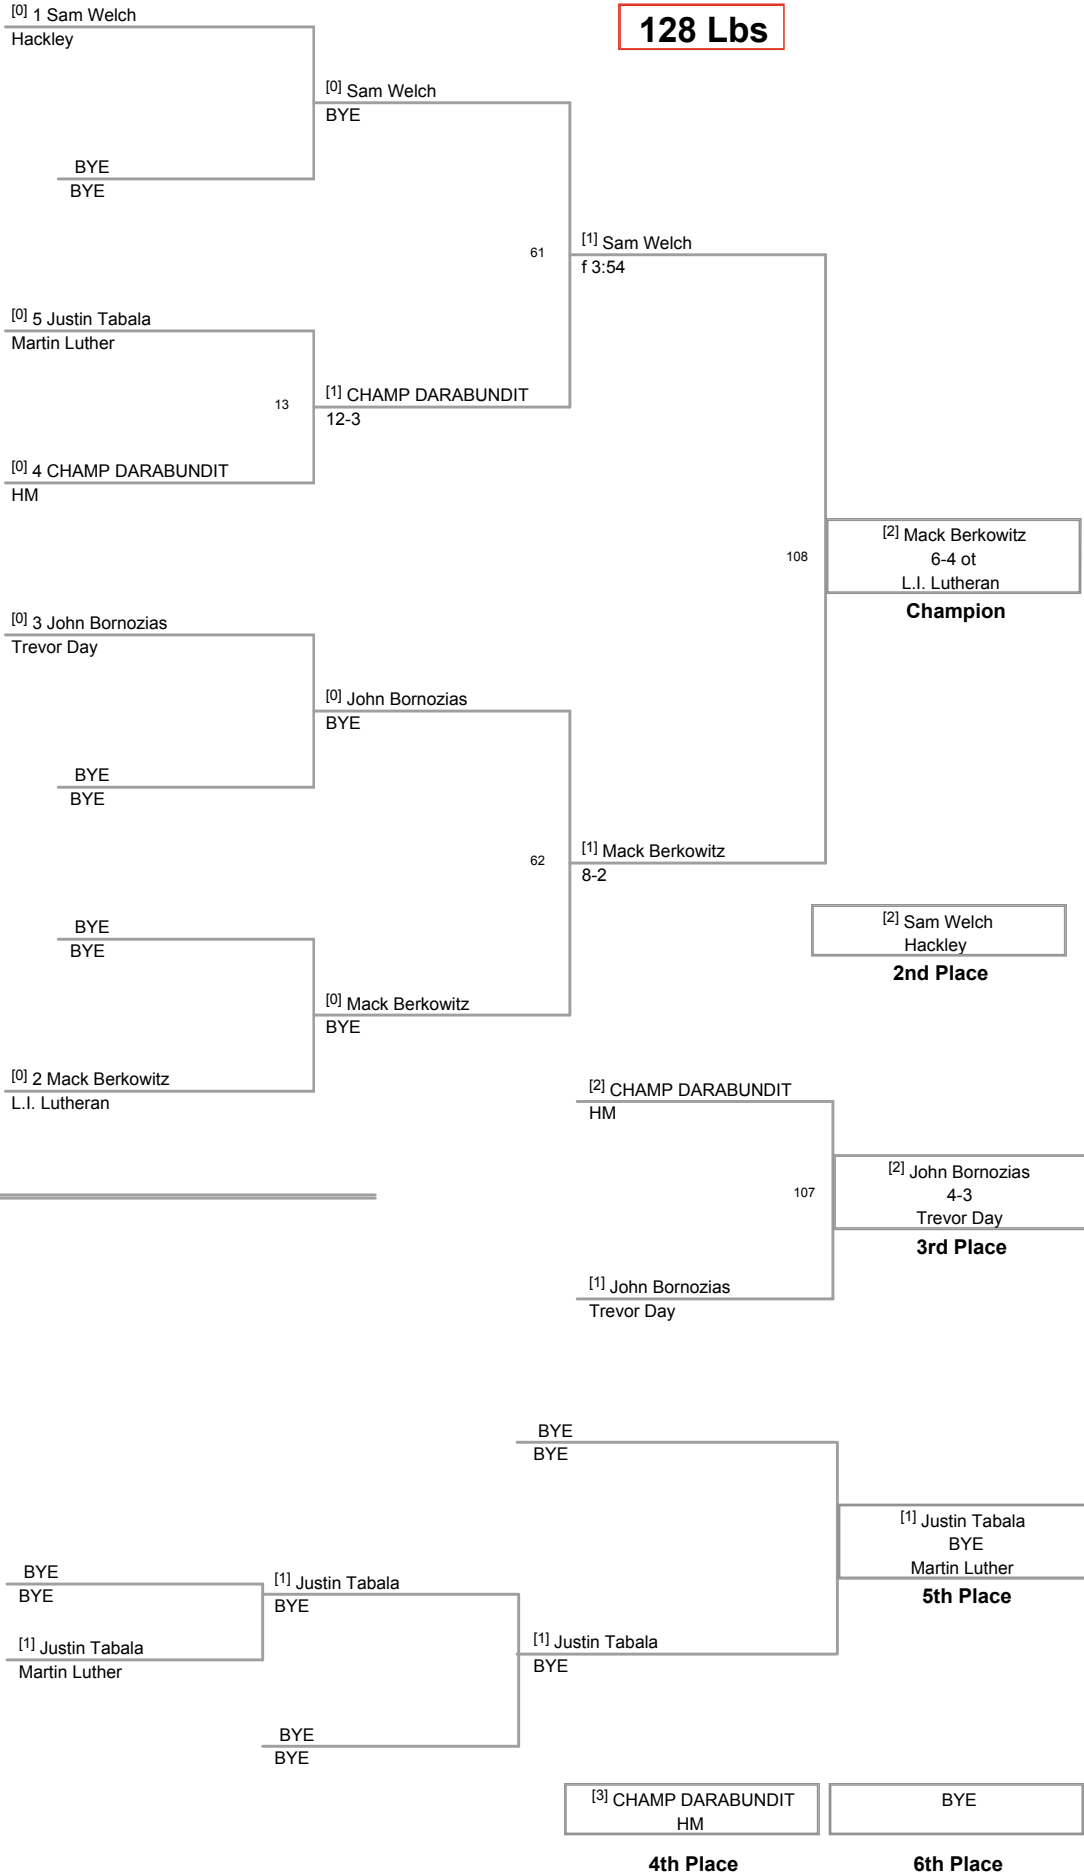 [0] 1 Sam Welch
Hackley
128 Lbs
[0] Sam Welch
BYE
BYE
BYE
61
[1] Sam Welch
f 3:54
[0] 5 Justin Tabala
Martin Luther
13
[1] CHAMP DARABUNDIT
12-3
[0] 4 CHAMP DARABUNDIT
HM
108
[2] Mack Berkowitz
6-4 ot
L.I. Lutheran
Champion
[0] 3 John Bornozias
Trevor Day
[0] John Bornozias
BYE
BYE
BYE
62
[1] Mack Berkowitz
8-2
BYE
BYE
[2] Sam Welch
Hackley
2nd Place
[0] Mack Berkowitz
BYE
[0] 2 Mack Berkowitz
L.I. Lutheran
[2] CHAMP DARABUNDIT
HM
107
[2] John Bornozias
4-3
Trevor Day
3rd Place
[1] John Bornozias
Trevor Day
BYE
BYE
[1] Justin Tabala
BYE
Martin Luther
5th Place
BYE
BYE
[1] Justin Tabala
BYE
[1] Justin Tabala
Martin Luther
[1] Justin Tabala
BYE
BYE
BYE
[3] CHAMP DARABUNDIT
HM
4th Place
BYE
6th Place